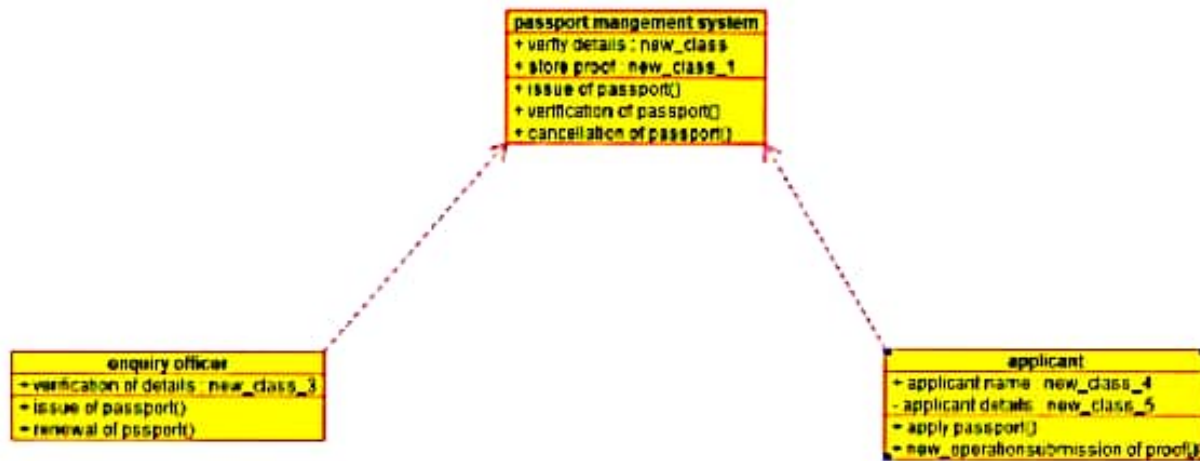 passport mangement system
+ verfiy details : new_class
+ store proof : new_class_1
+ issue of passport()
+ verification of passport()
+ cancellation of passport()
enquiry officer
+ verification of details : new_class_3
+ issue of passport()
+ renewal of pssport()
applicant
+ applicant name : new_class_4
- applicant details : new_class_5
+ apply passport()
+ new_operationsubmission of proof()